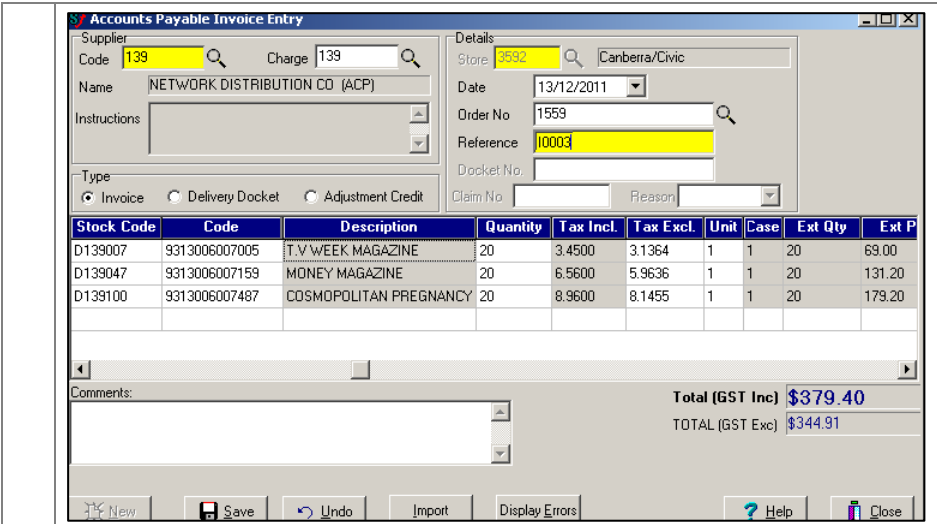 Accounts Payable Invoice Entry
Supplier
Code 139 Charge 139
Name NETWORK DISTRIBUTION CO (ACP)
Instructions
Details
Store 3592 Canberra/Civic
Date 13/12/2011
Order No 1559
Reference I0003
Docket No.
Claim No Reason
Type
Invoice Delivery Docket Adjustment Credit
Stock Code Code Description Quantity Tax Incl. Tax Excl. Unit Case Ext Qty Ext P
D139007 9313006007005 T.V WEEK MAGAZINE 20 3.4500 3.1364 1 1 20 69.00
D139047 9313006007159 MONEY MAGAZINE 20 6.5600 5.9636 1 1 20 131.20
D139100 9313006007487 COSMOPOLITAN PREGNANCY 20 8.9600 8.1455 1 1 20 179.20
Comments:
Total (GST Inc) $379.40
TOTAL (GST Exc) $344.91
New Save Undo Import Display Errors Help Close